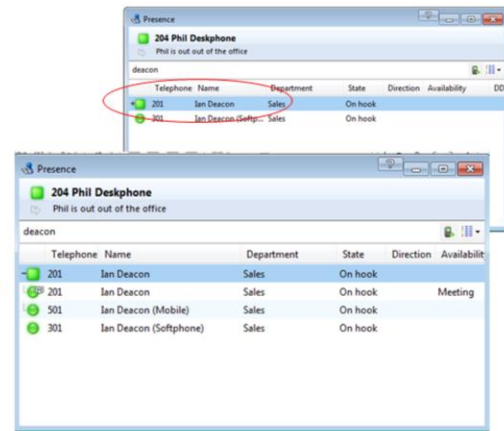 Presence
204 Phil Deskphone
Phil is out out of the office
deacon
Telephone Name Department State Direction Availability DD
201 Ian Deacon Sales On hook
301 Ian Deacon (Softp... Sales On hook
Presence
204 Phil Deskphone
Phil is out out of the office
deacon
Telephone Name Department State Direction Availabilit
201 Ian Deacon Sales On hook
201 Ian Deacon Sales On hook Meeting
501 Ian Deacon (Mobile) Sales On hook
301 Ian Deacon (Softphone) Sales On hook